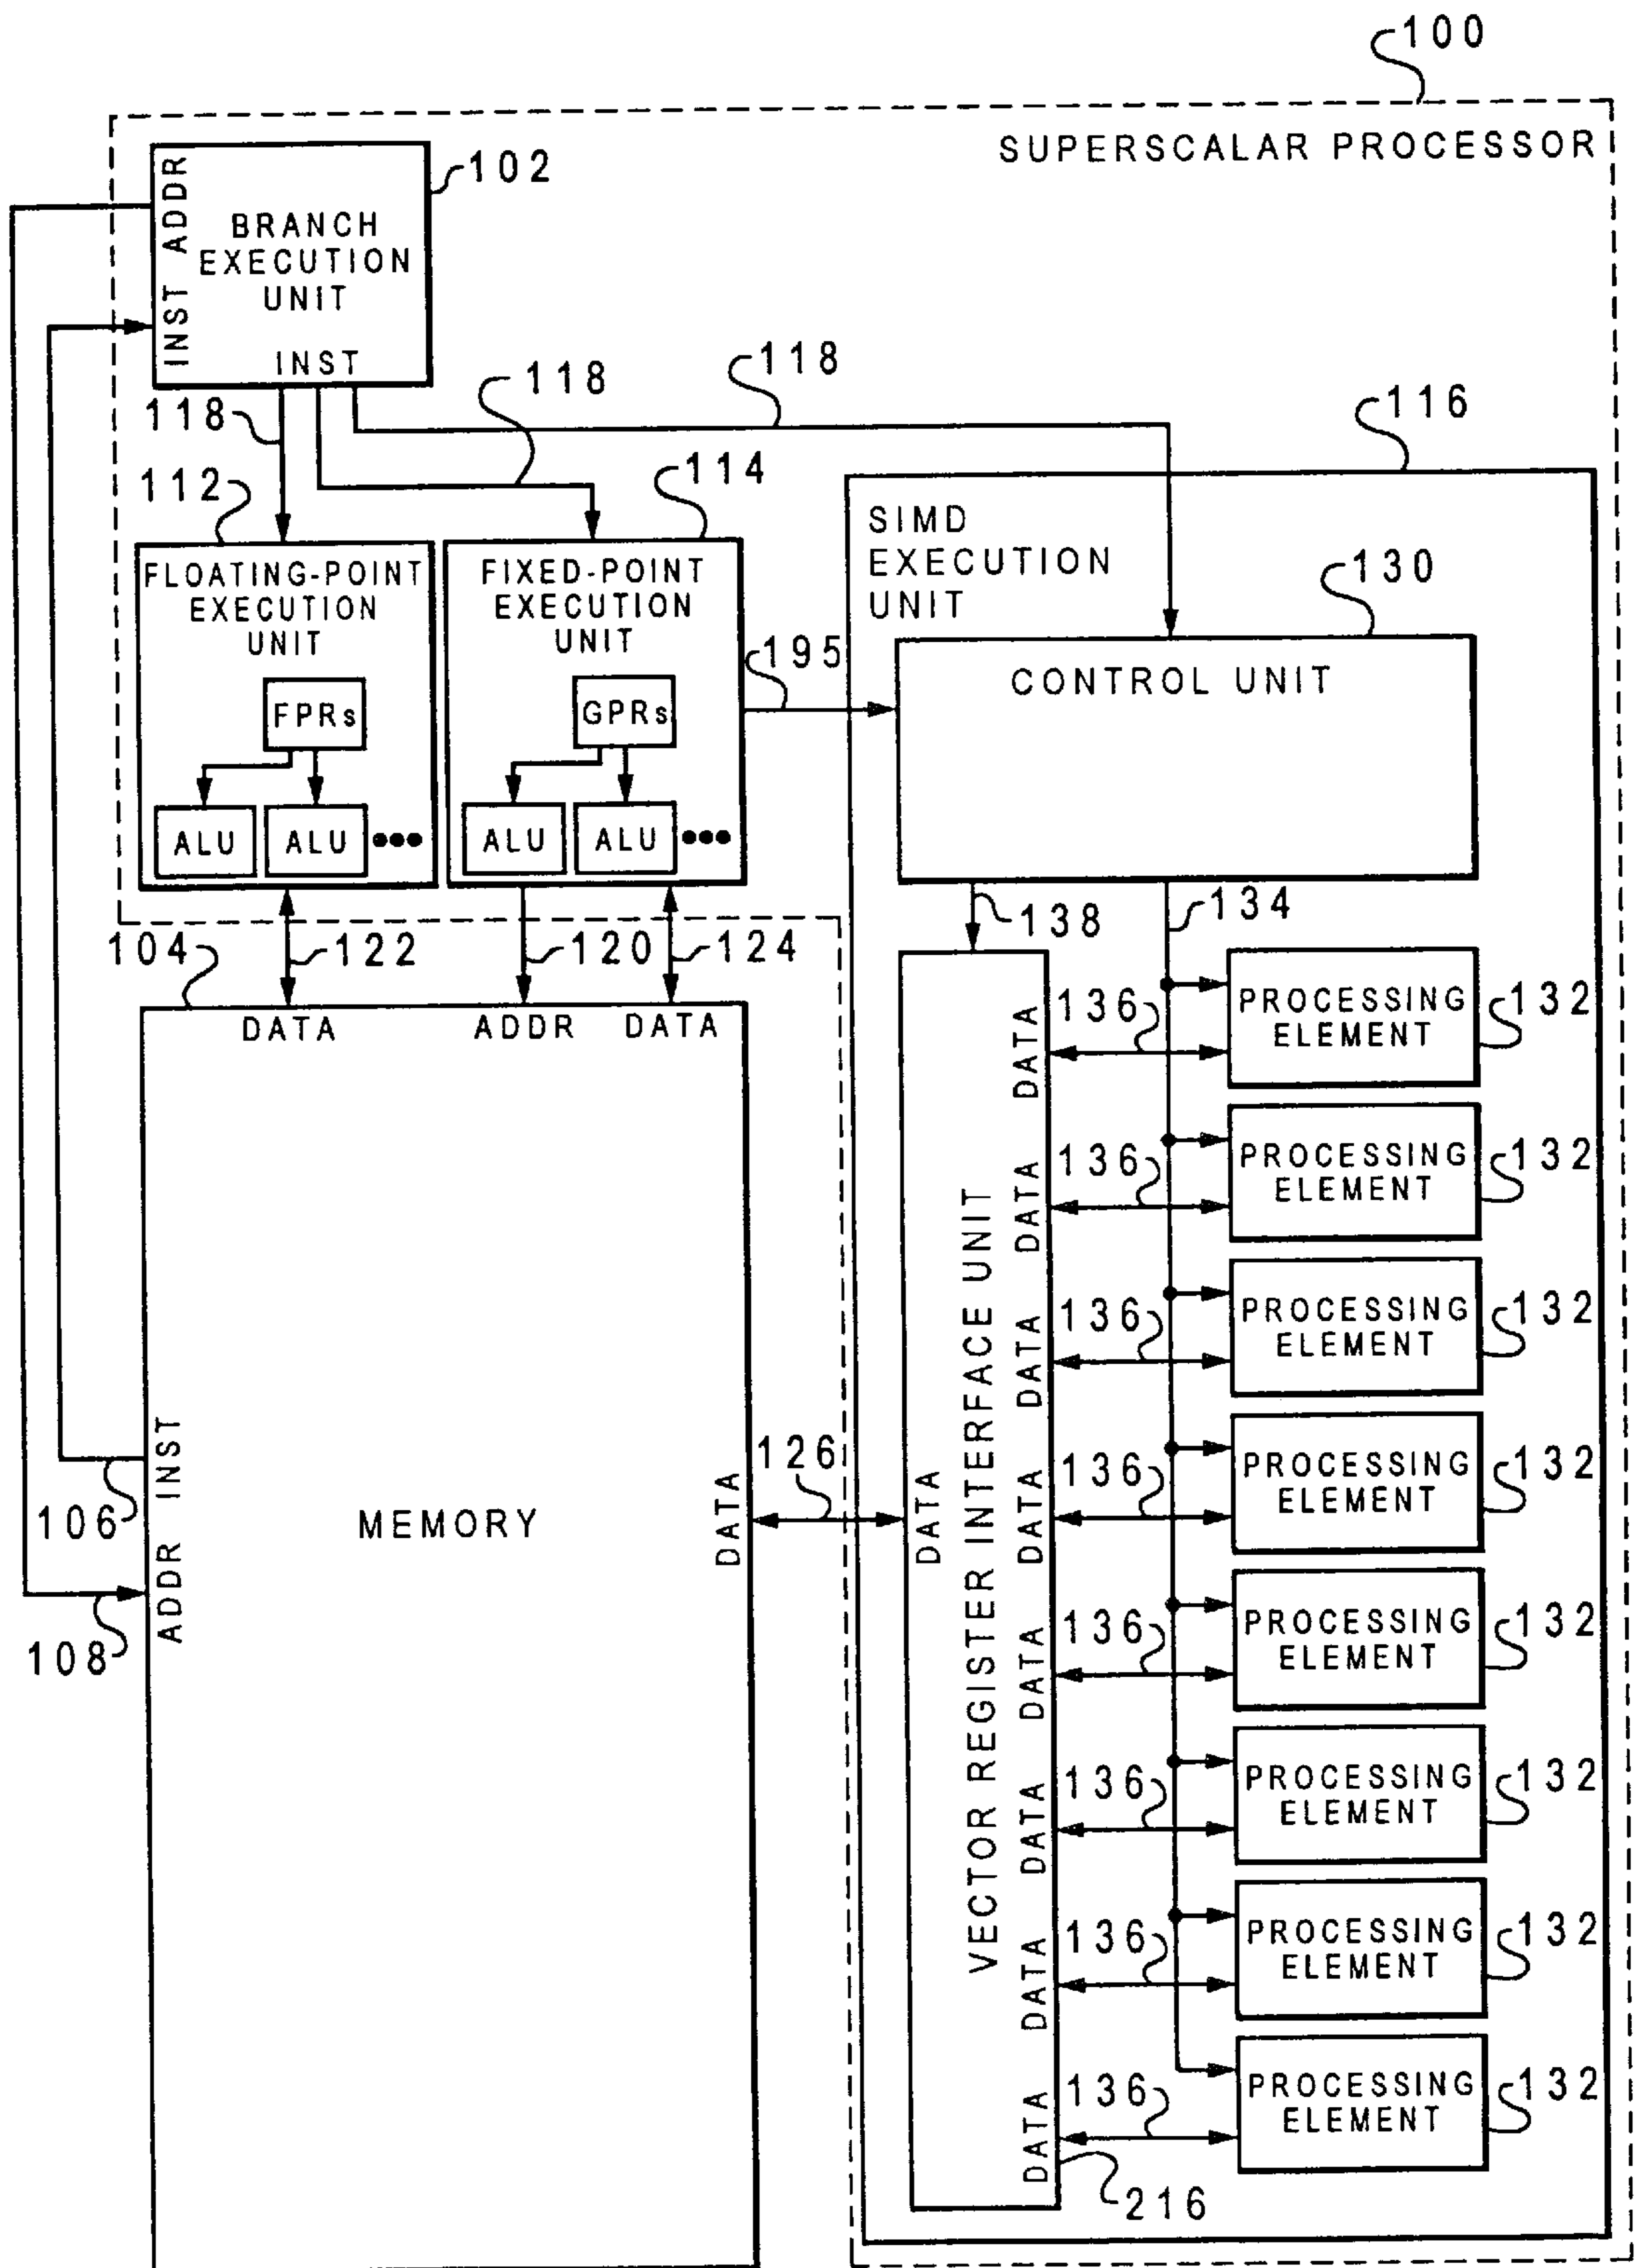 100
SUPERSCALAR PROCESSOR
102
INST ADDR
BRANCH
EXECUTION
UNIT
INST
118
118
118
116
112
114
SIMD
EXECUTION
UNIT
130
FLOATING-POINT
EXECUTION
UNIT
FPRs
ALU
ALU
FIXED-POINT
EXECUTION
UNIT
GPRs
ALU
ALU
195
CONTROL UNIT
138
134
104
122
120
124
DATA
ADDR
DATA
MEMORY
INST
ADDR
106
108
DATA
126
DATA
VECTOR REGISTER INTERFACE UNIT
DATA
136
PROCESSING
ELEMENT
132
DATA
136
PROCESSING
ELEMENT
132
DATA
136
PROCESSING
ELEMENT
132
DATA
136
PROCESSING
ELEMENT
132
DATA
136
PROCESSING
ELEMENT
132
DATA
136
PROCESSING
ELEMENT
132
DATA
136
PROCESSING
ELEMENT
132
DATA
136
PROCESSING
ELEMENT
132
216